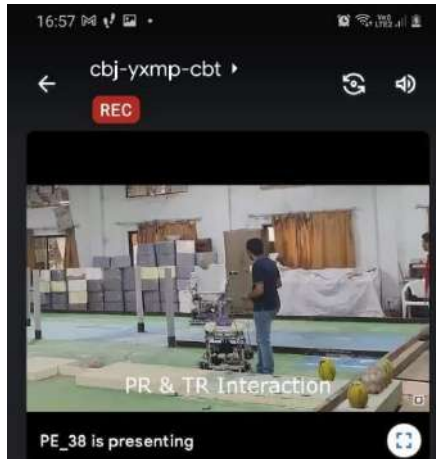 16:57
cbj-yxmp-cbt
REC
PR & TR Interaction
PE_38 is presenting